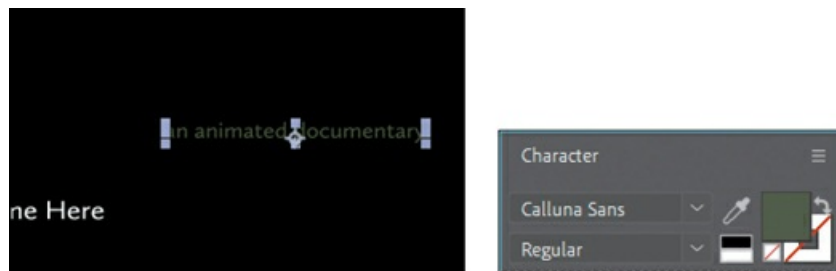 an animated documentary
ne Here
Character
Calluna Sans
Regular